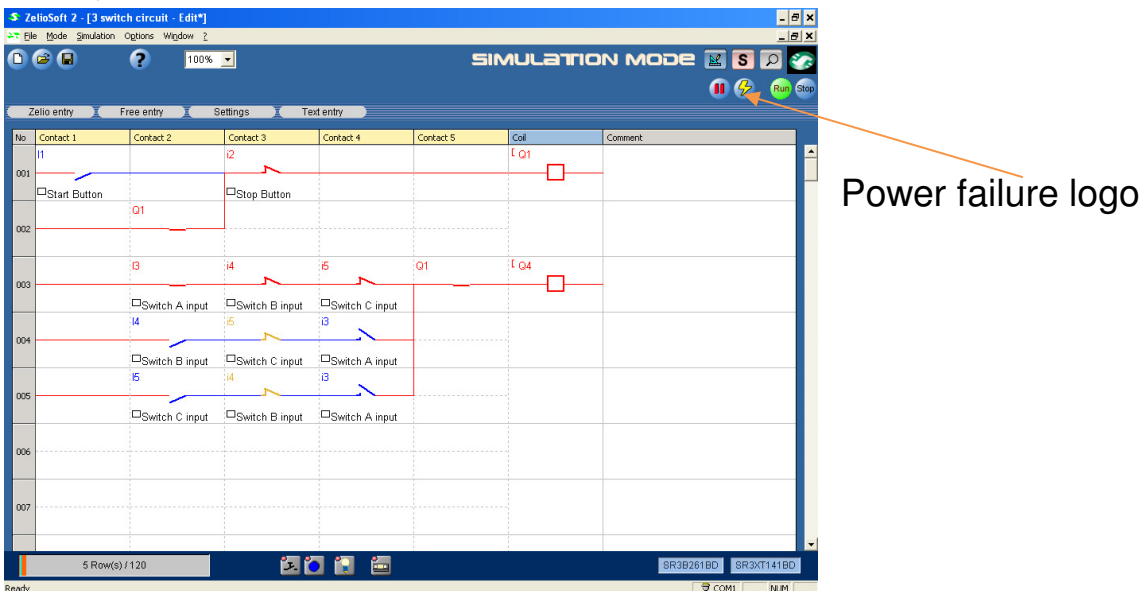 ZelioSoft 2 - [3 switch circuit - Edit*]
File Mode Simulation Options Window ?
? 100% SIMULATION MODE S
Run Stop
Zelio entry Free entry Settings Text entry
No Contact 1 Contact 2 Contact 3 Contact 4 Contact 5 Coil Comment
I1 i2 [ Q1
001
Start Button Stop Button
Power failure logo
Q1
002
I3 i4 i5 Q1 [ Q4
003
Switch A input Switch B input Switch C input
I4 i5 i3
004
Switch B input Switch C input Switch A input
I5 i4 i3
005
Switch C input Switch B input Switch A input
006
007
5 Row(s) / 120 SR3B261BD SR3XT141BD
Ready COM1 NUM